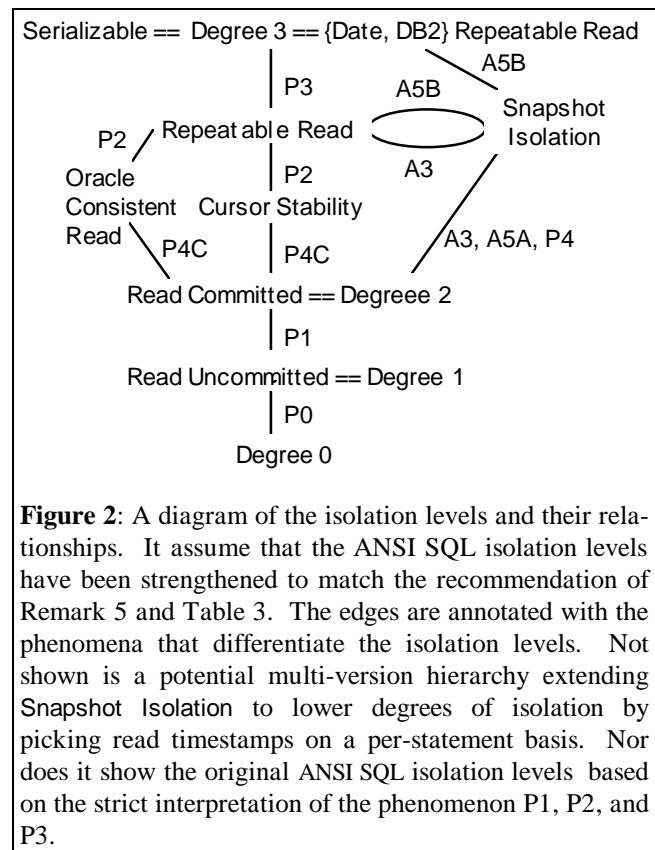 Serializable == Degree 3 == {Date, DB2} Repeatable Read
P3
A5B
A5B
Snapshot
Isolation
P2
Repeatable Read
A3
Oracle
Consistent
Read
P2
Cursor Stability
P4C
P4C
A3, A5A, P4
Read Committed == Degreee 2
P1
Read Uncommitted == Degree 1
P0
Degree 0
Figure 2: A diagram of the isolation levels and their rela-
tionships. It assume that the ANSI SQL isolation levels
have been strengthened to match the recommendation of
Remark 5 and Table 3. The edges are annotated with the
phenomena that differentiate the isolation levels. Not
shown is a potential multi-version hierarchy extending
Snapshot Isolation to lower degrees of isolation by
picking read timestamps on a per-statement basis. Nor
does it show the original ANSI SQL isolation levels based
on the strict interpretation of the phenomenon P1, P2, and
P3.